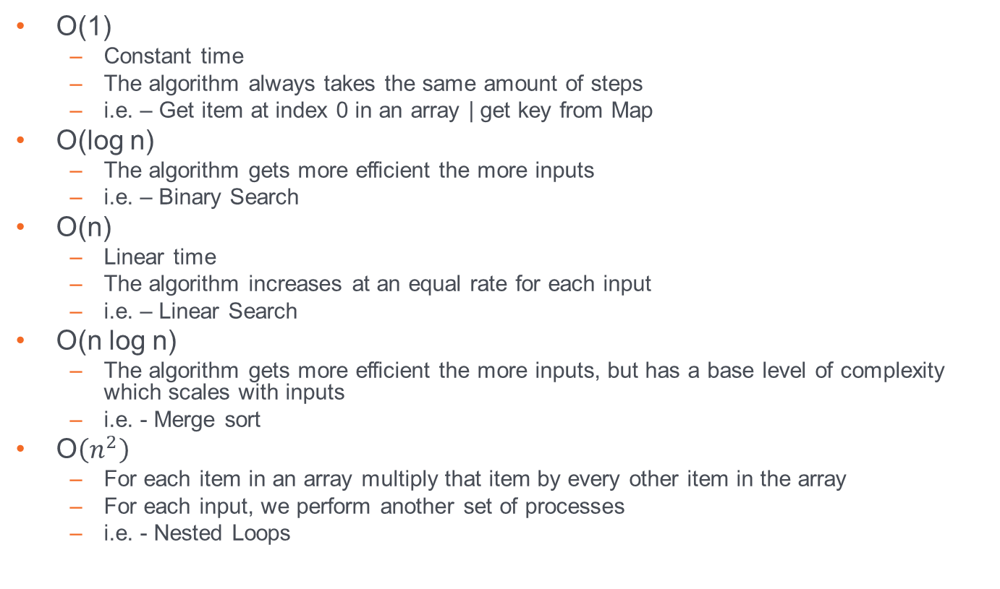 • O(1)
– Constant time
– The algorithm always takes the same amount of steps
– i.e. – Get item at index 0 in an array | get key from Map
• O(log n)
– The algorithm gets more efficient the more inputs
– i.e. – Binary Search
• O(n)
– Linear time
– The algorithm increases at an equal rate for each input
– i.e. – Linear Search
• O(n log n)
– The algorithm gets more efficient the more inputs, but has a base level of complexity
which scales with inputs
– i.e. - Merge sort
• O(𝑛²)
– For each item in an array multiply that item by every other item in the array
– For each input, we perform another set of processes
– i.e. - Nested Loops